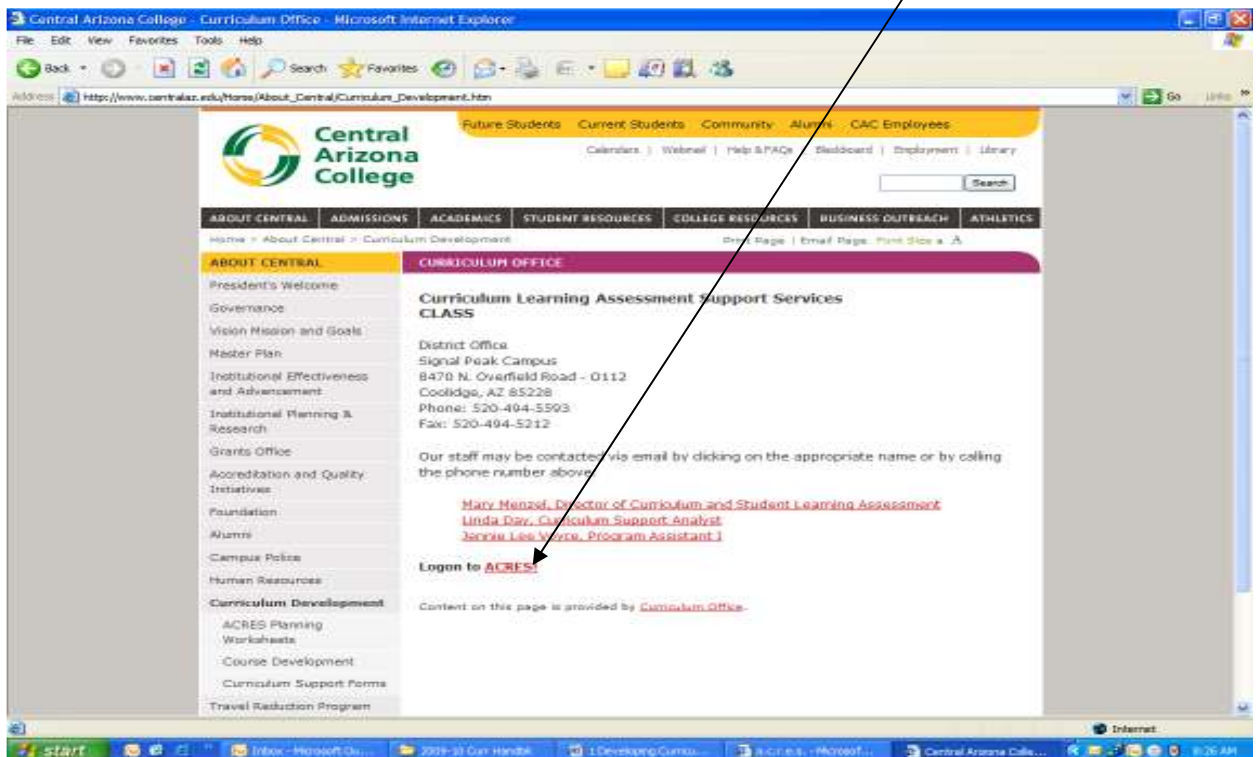 Central Arizona College - Curriculum Office - Microsoft Internet Explorer
File Edit View Favorites Tools Help
Back Search Favorites
Address http://www.centralaz.edu/Home/About_Central/Curriculum_Development.htm Go Links
Central
Arizona
College
Future Students Current Students Community Alumni CAC Employees
Calendars | Webmail | Help & FAQs Blackboard | Employment | Library
Search
ABOUT CENTRAL ADMISSIONS ACADEMICS STUDENT RESOURCES COLLEGE RESOURCES BUSINESS OUTREACH ATHLETICS
Home > About Central > Curriculum Development Print Page | Email Page Font Size a A
ABOUT CENTRAL
President's Welcome
Governance
Vision Mission and Goals
Master Plan
Institutional Effectiveness
and Advancement
Institutional Planning &
Research
Grants Office
Accreditation and Quality
Initiatives
Foundation
Alumni
Campus Police
Human Resources
Curriculum Development
ACRES Planning
Worksheets
Course Development
Curriculum Support Forms
Travel Reduction Program
CURRICULUM OFFICE
Curriculum Learning Assessment Support Services
CLASS
District Office
Signal Peak Campus
8470 N. Overfield Road - O112
Coolidge, AZ 85228
Phone: 520-494-5593
Fax: 520-494-5212
Our staff may be contacted via email by clicking on the appropriate name or by calling
the phone number above.
Mary Menzel, Director of Curriculum and Student Learning Assessment
Linda Day, Curriculum Support Analyst
Jennie Lee Voyce, Program Assistant I
Logon to ACRES!
Content on this page is provided by Curriculum Office.
Internet
start Inbox - Microsoft Ou... 2009-10 Curr Handbk 1 Developing Curricu... a.c.r.e.s. - Microsof... Central Arizona Colle... 11:26 AM